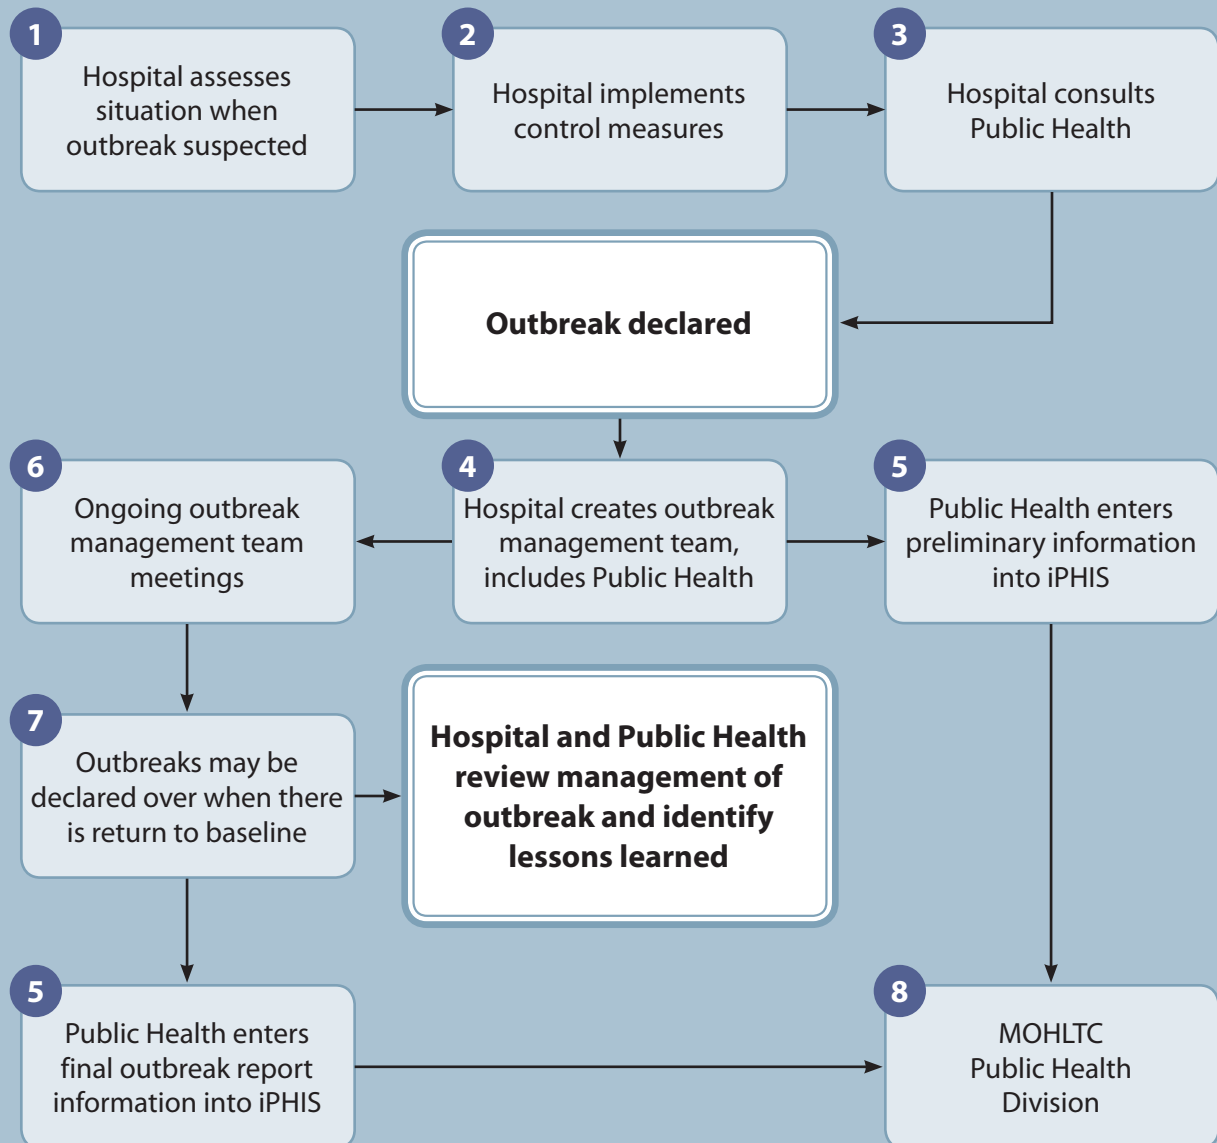 1
Hospital assesses
situation when
outbreak suspected
2
Hospital implements
control measures
3
Hospital consults
Public Health
Outbreak declared
6
Ongoing outbreak
management team
meetings
4
Hospital creates outbreak
management team,
includes Public Health
5
Public Health enters
preliminary information
into iPHIS
7
Outbreaks may be
declared over when there
is return to baseline
Hospital and Public Health
review management of
outbreak and identify
lessons learned
5
Public Health enters
final outbreak report
information into iPHIS
8
MOHLTC
Public Health
Division